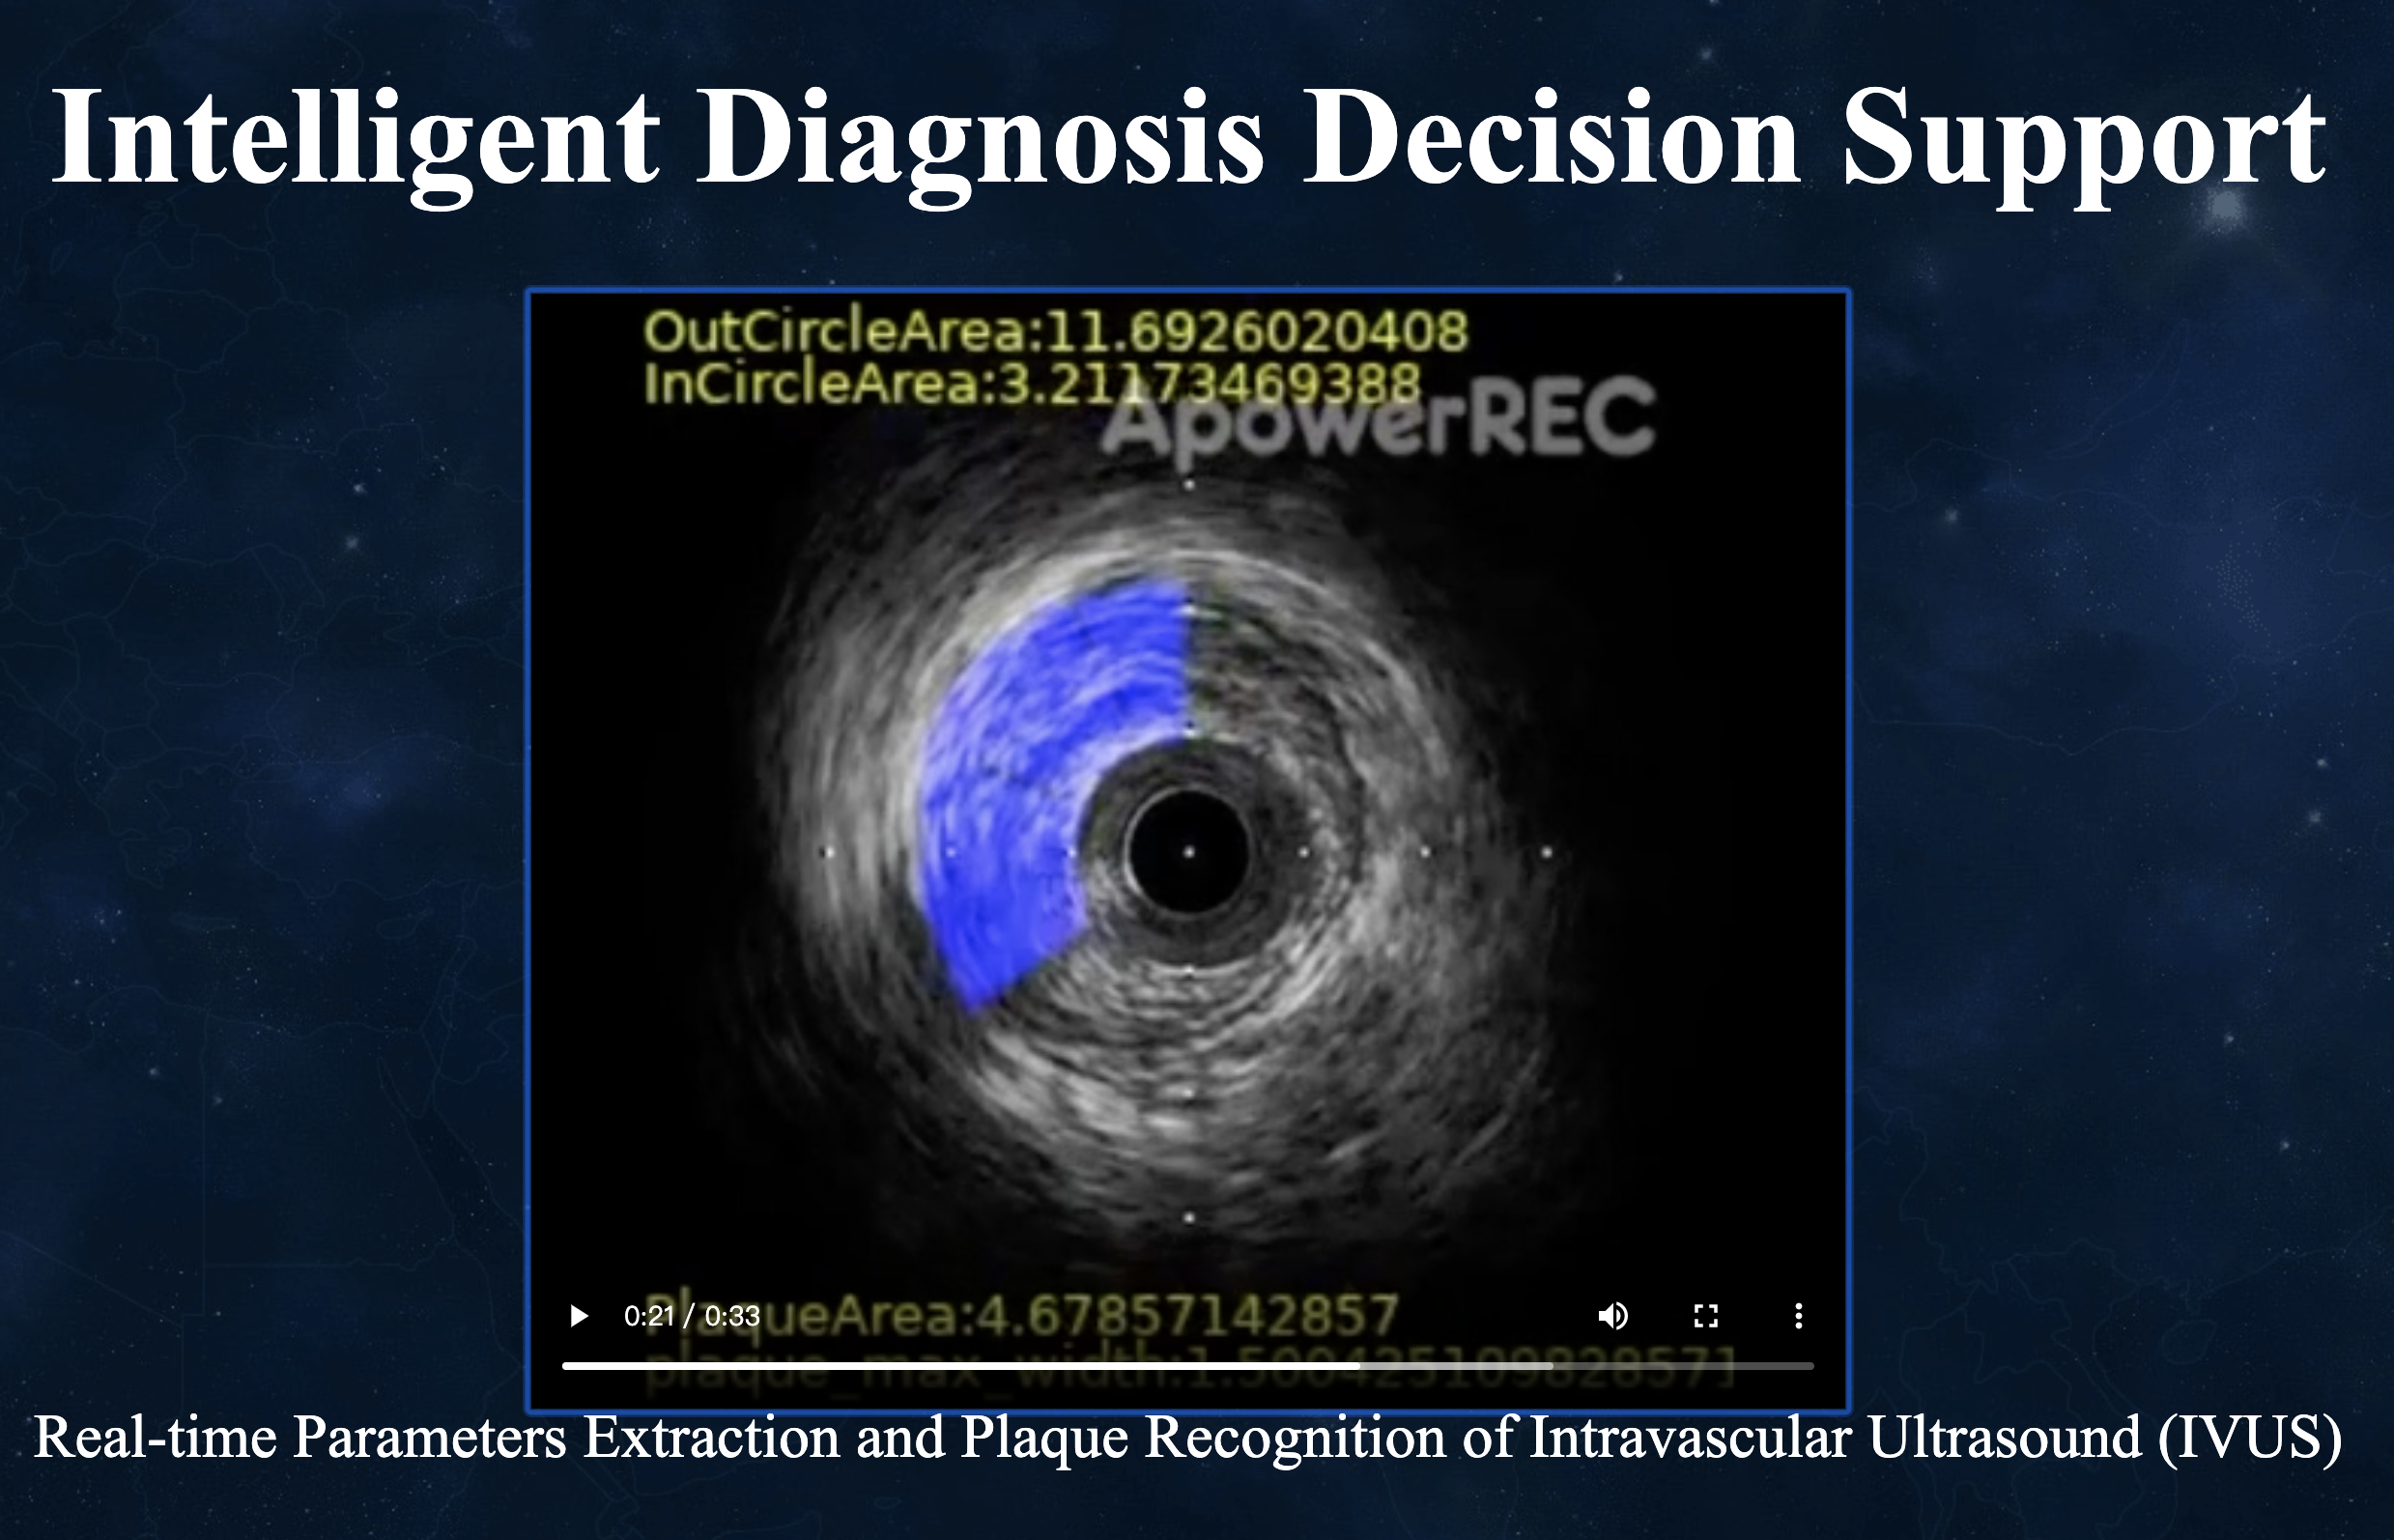 Intelligent Diagnosis Decision Support
OutCircleArea:11.6926020408
InCircleArea:3.21173469388
ApowerREC
PlaqueArea:4.67857142857
0:21 / 0:33
plaque_max_width:1.500425109828571
Real-time Parameters Extraction and Plaque Recognition of Intravascular Ultrasound (IVUS)